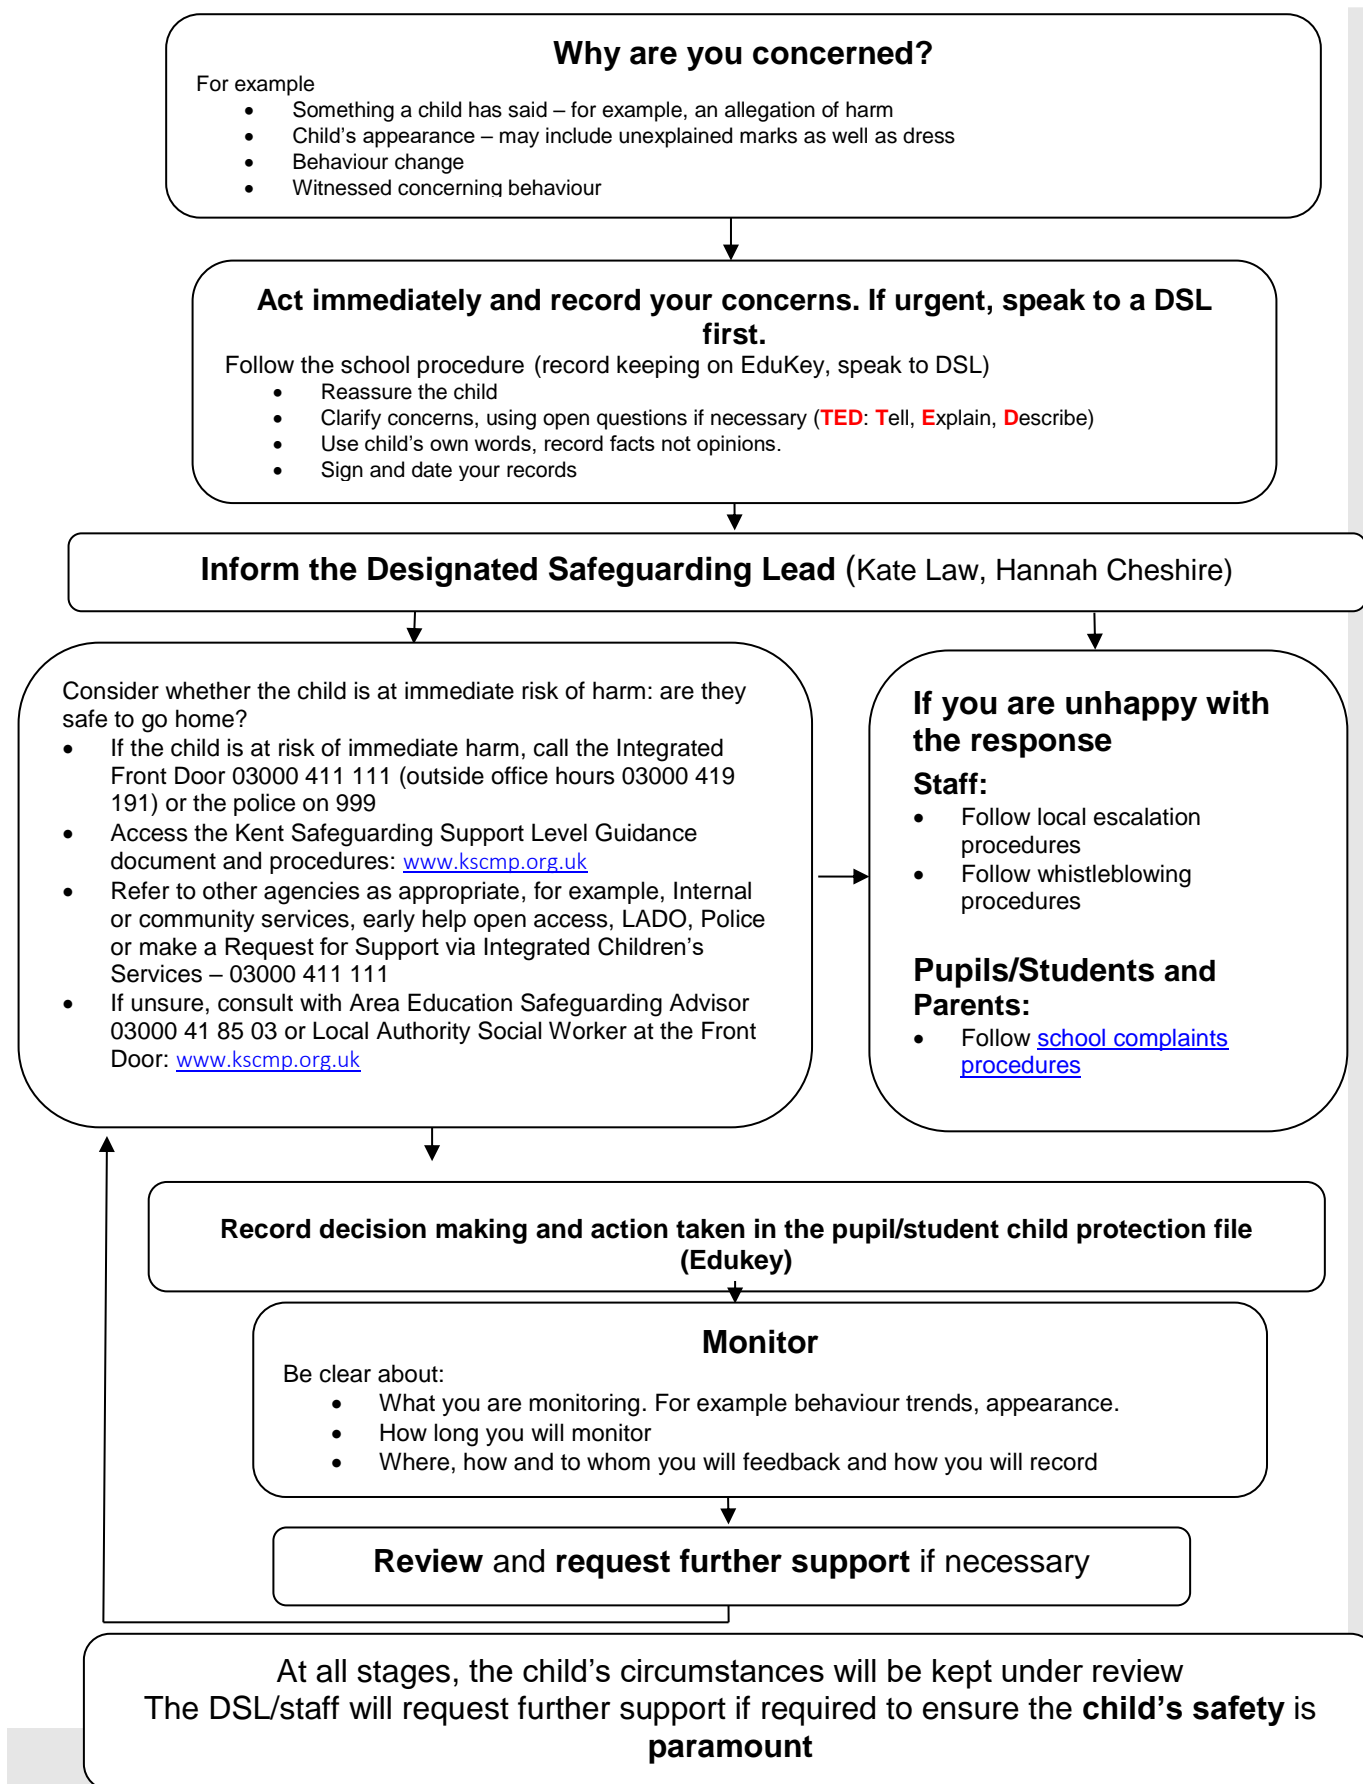 Why are you concerned?
For example
• Something a child has said – for example, an allegation of harm
• Child’s appearance – may include unexplained marks as well as dress
• Behaviour change
• Witnessed concerning behaviour
Act immediately and record your concerns. If urgent, speak to a DSL
first.
Follow the school procedure (record keeping on EduKey, speak to DSL)
• Reassure the child
• Clarify concerns, using open questions if necessary (TED: Tell, Explain, Describe)
• Use child’s own words, record facts not opinions.
• Sign and date your records
Inform the Designated Safeguarding Lead (Kate Law, Hannah Cheshire)
Consider whether the child is at immediate risk of harm: are they
safe to go home?
• If the child is at risk of immediate harm, call the Integrated
Front Door 03000 411 111 (outside office hours 03000 419
191) or the police on 999
• Access the Kent Safeguarding Support Level Guidance
document and procedures: www.kscmp.org.uk
• Refer to other agencies as appropriate, for example, Internal
or community services, early help open access, LADO, Police
or make a Request for Support via Integrated Children’s
Services – 03000 411 111
• If unsure, consult with Area Education Safeguarding Advisor
03000 41 85 03 or Local Authority Social Worker at the Front
Door: www.kscmp.org.uk
If you are unhappy with
the response
Staff:
• Follow local escalation
procedures
• Follow whistleblowing
procedures
Pupils/Students and
Parents:
• Follow school complaints
procedures
Record decision making and action taken in the pupil/student child protection file
(Edukey)
Monitor
Be clear about:
• What you are monitoring. For example behaviour trends, appearance.
• How long you will monitor
• Where, how and to whom you will feedback and how you will record
Review and request further support if necessary
At all stages, the child’s circumstances will be kept under review
The DSL/staff will request further support if required to ensure the child’s safety is
paramount